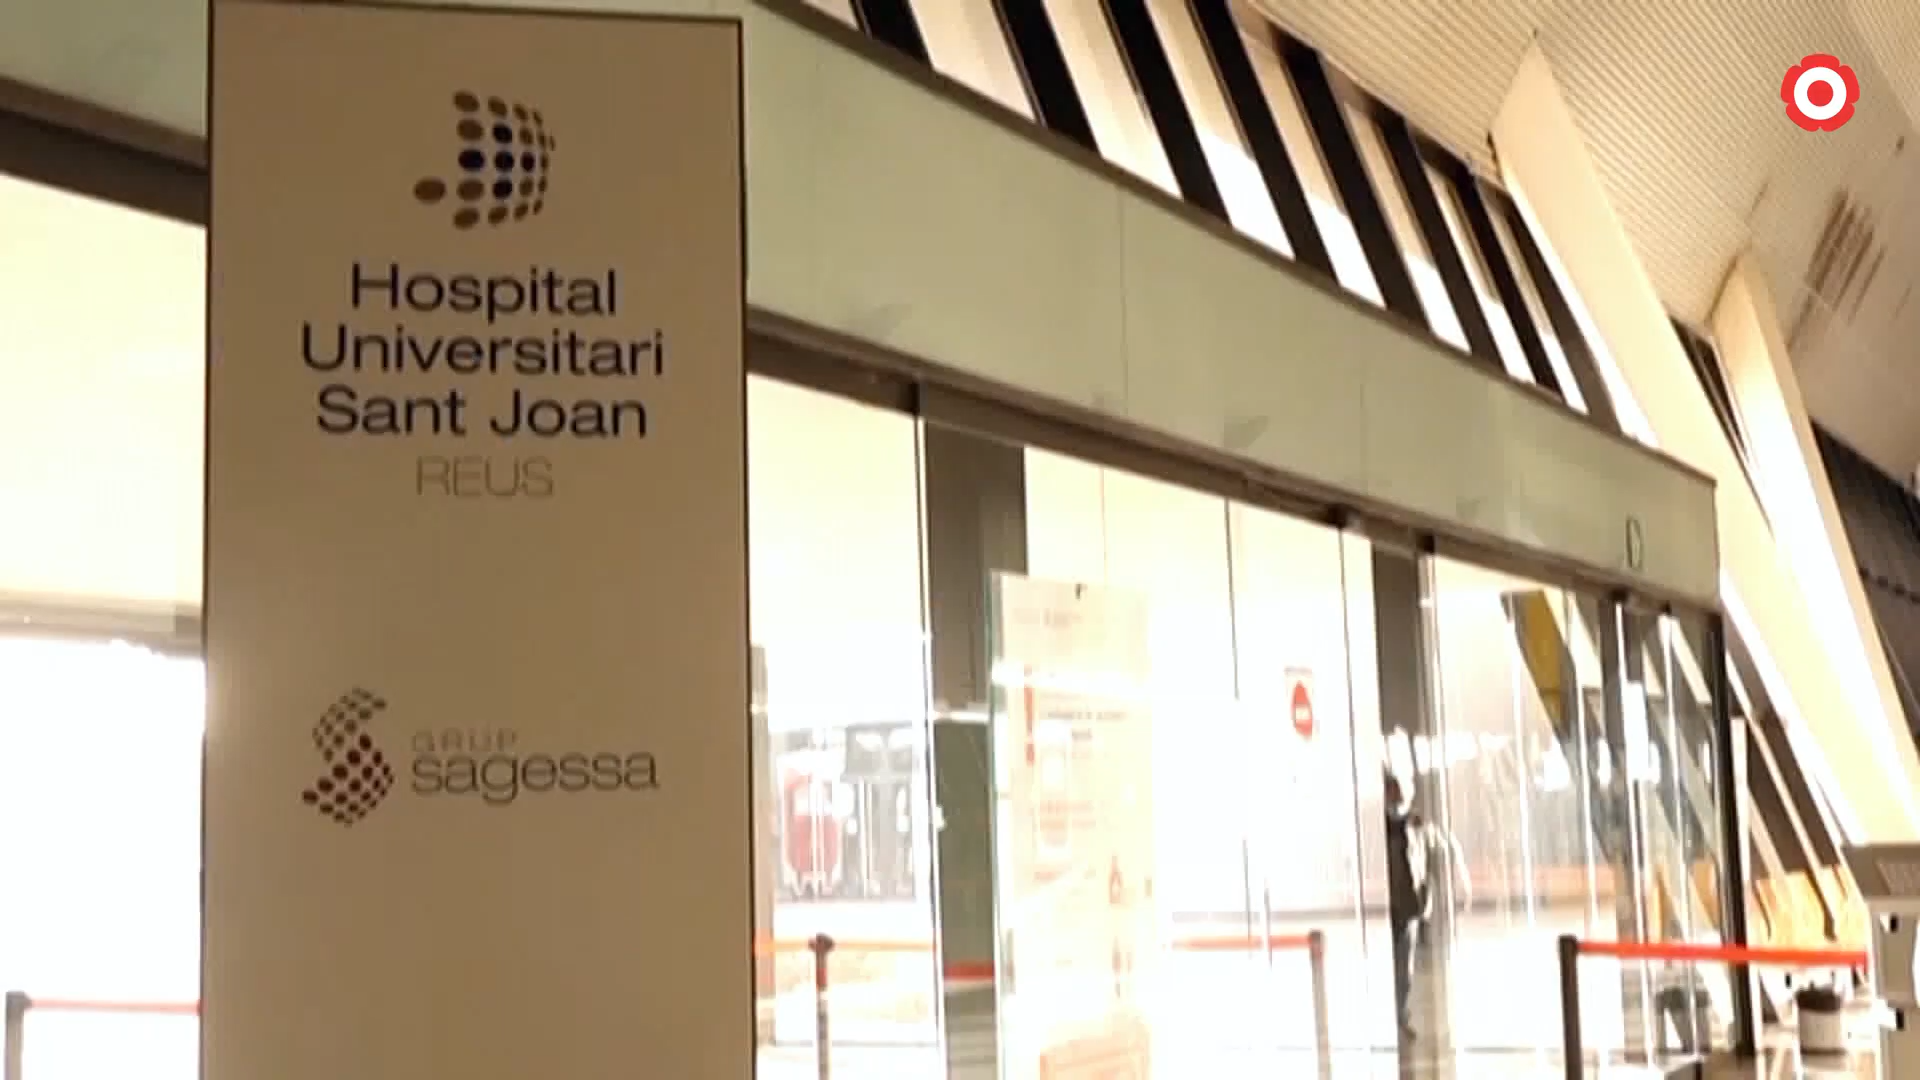 Hospital
Universitari
Sant Joan
REUS
GRUP
sagessa